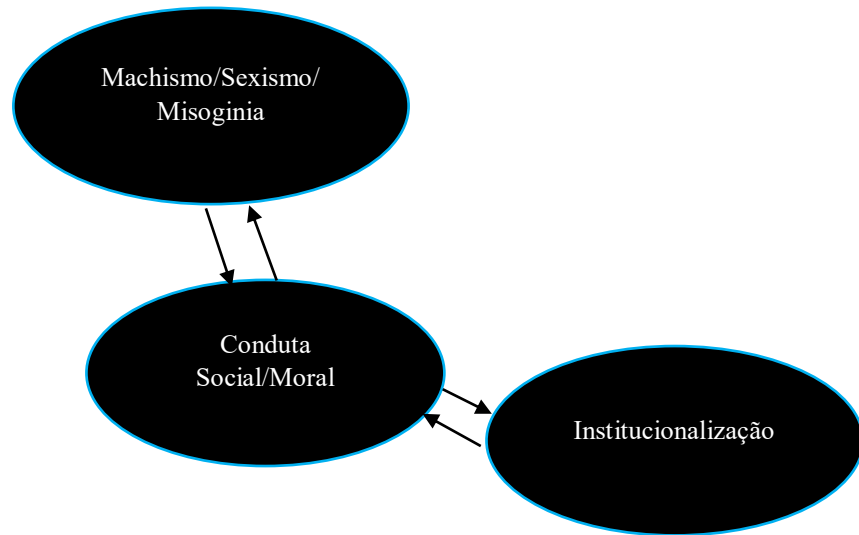 Machismo/Sexismo/
Misoginia
Conduta
Social/Moral
Institucionalização